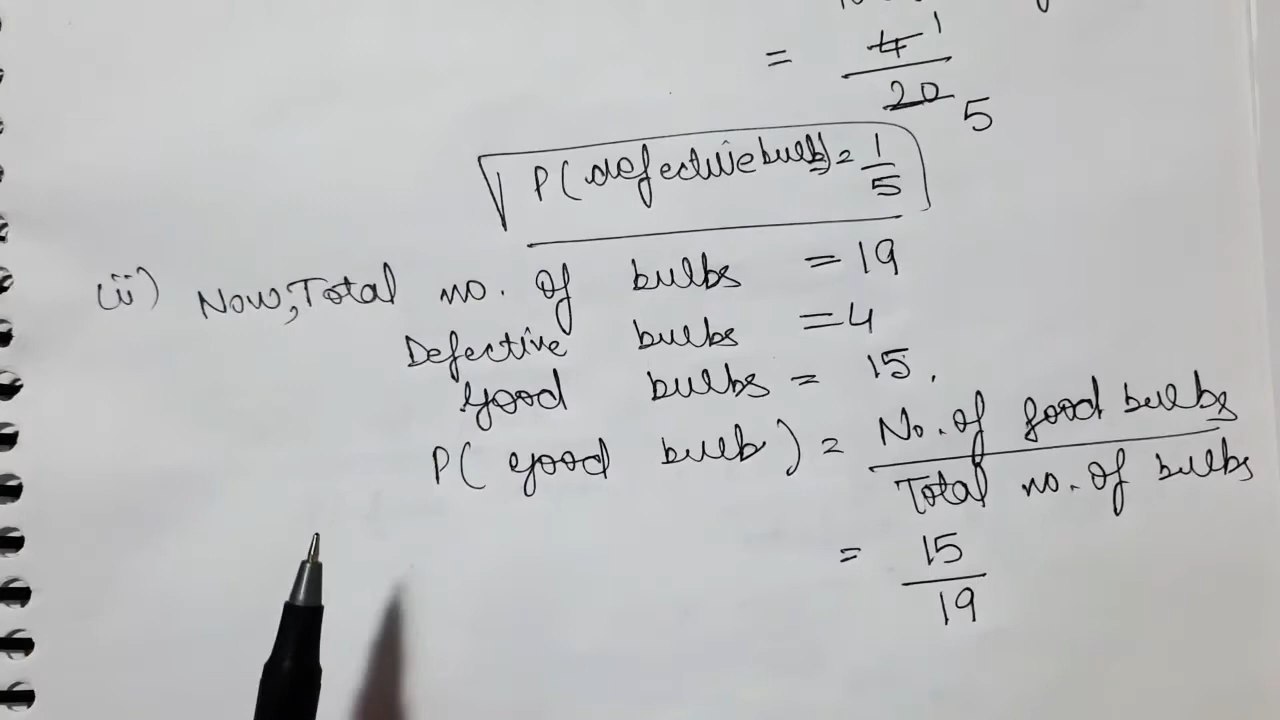 = 4 1
20 5
P(defective bulb) = 1/5
(ii) Now, Total no. of bulbs = 19
Defective bulbs = 4
Good bulbs = 15.
P(good bulb) = No. of good bulbs
Total no. of bulbs
= 15
19